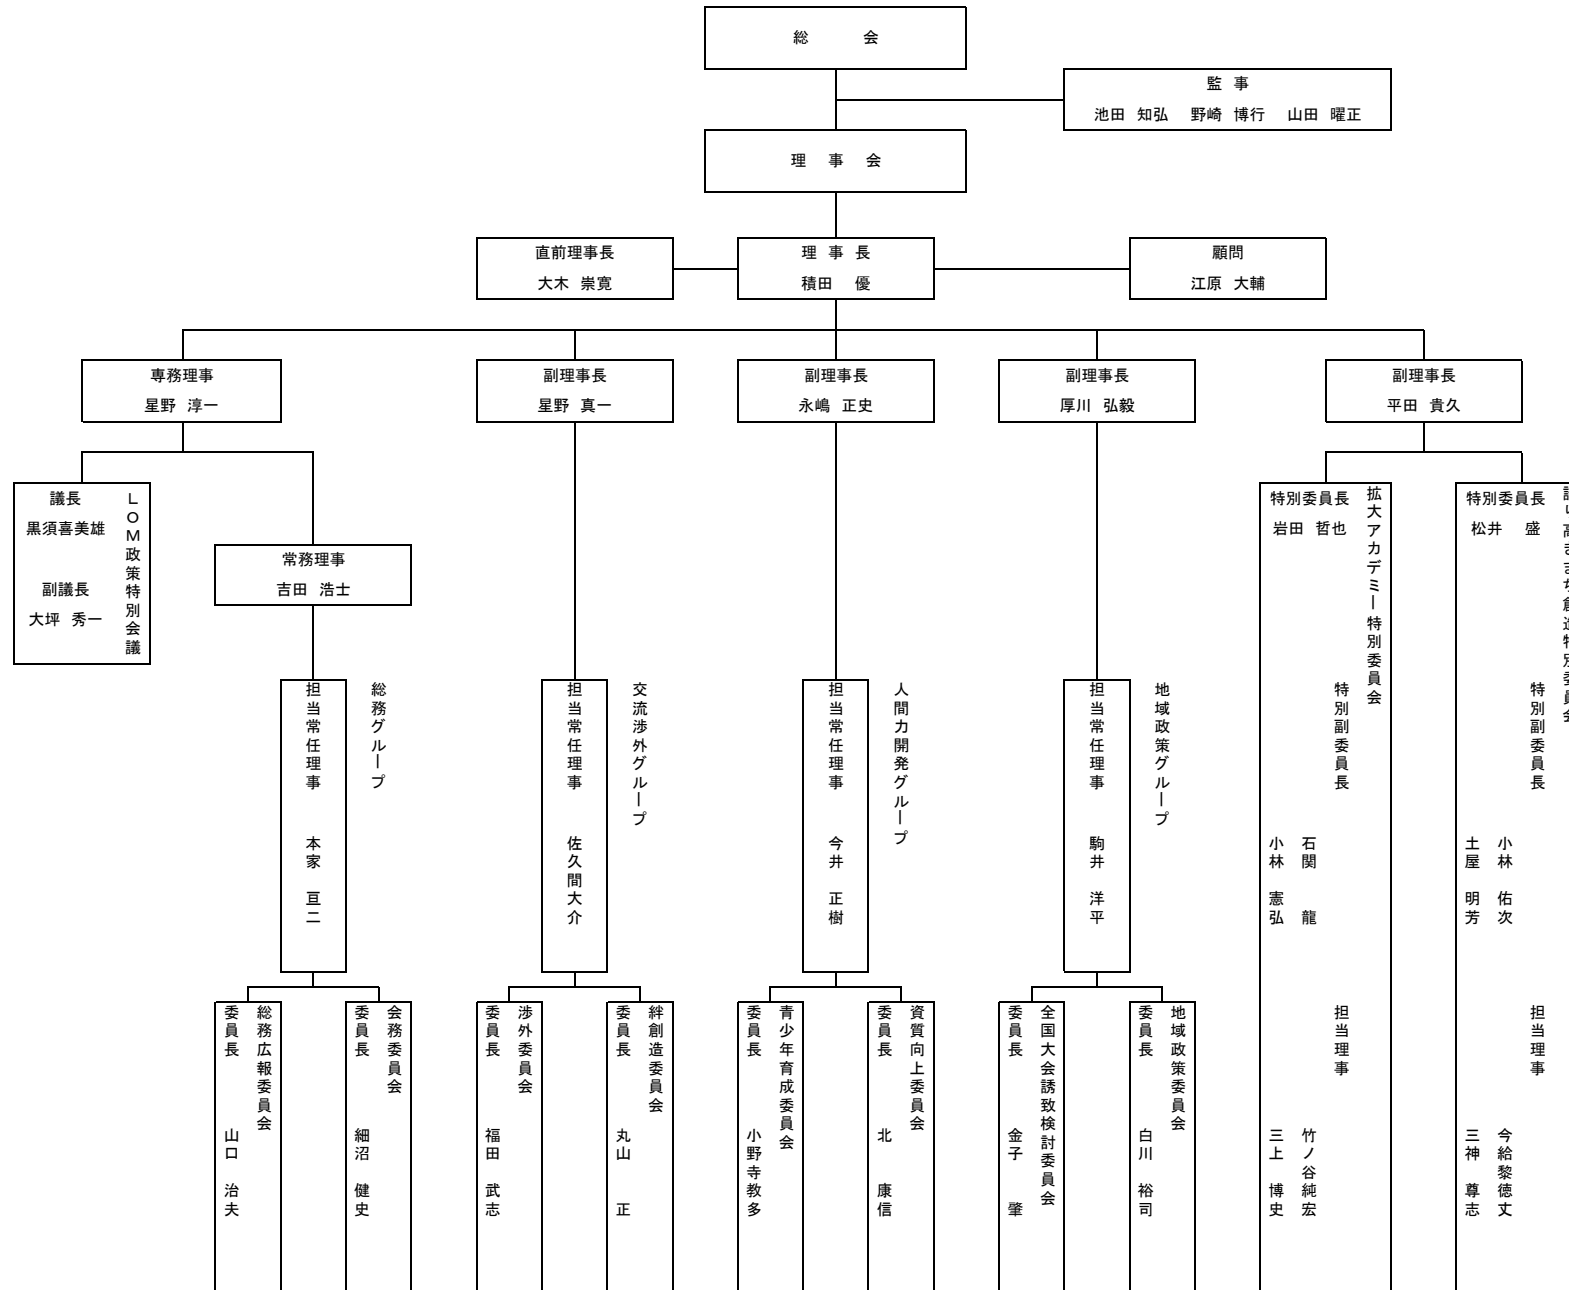 総 会
監 事
池田 知弘 野崎 博行 山田 曜正
理 事 会
直前理事長
大木 崇寛
理 事 長
積田 優
顧問
江原 大輔
専務理事
星野 淳一
副理事長
星野 真一
副理事長
永嶋 正史
副理事長
厚川 弘毅
副理事長
平田 貴久
LOM政策特別会議
議長
黒須喜美雄
副議長
大坪 秀一
常務理事
吉田 浩士
拡大アカデミー特別委員会
特別委員長
岩田 哲也
特別副委員長
石関 龍
小林 憲弘
担当理事
竹ノ谷純宏
三上 博史
高きまち創造特別委員会
特別委員長
松井 盛
特別副委員長
小林 佑次
土屋 明芳
担当理事
今給黎徳丈
三神 尊志
総務グループ
担当常任理事 本家 亘二
交流渉外グループ
担当常任理事 佐久間大介
人間力開発グループ
担当常任理事 今井 正樹
地域政策グループ
担当常任理事 駒井 洋平
総務広報委員会
委員長 山口 治夫
会務委員会
委員長 細沼 健史
渉外委員会
委員長 福田 武志
絆創造委員会
委員長 丸山 正
青少年育成委員会
委員長 小野寺教多
資質向上委員会
委員長 北 康信
全国大会誘致検討委員会
委員長 金子 肇
地域政策委員会
委員長 白川 裕司